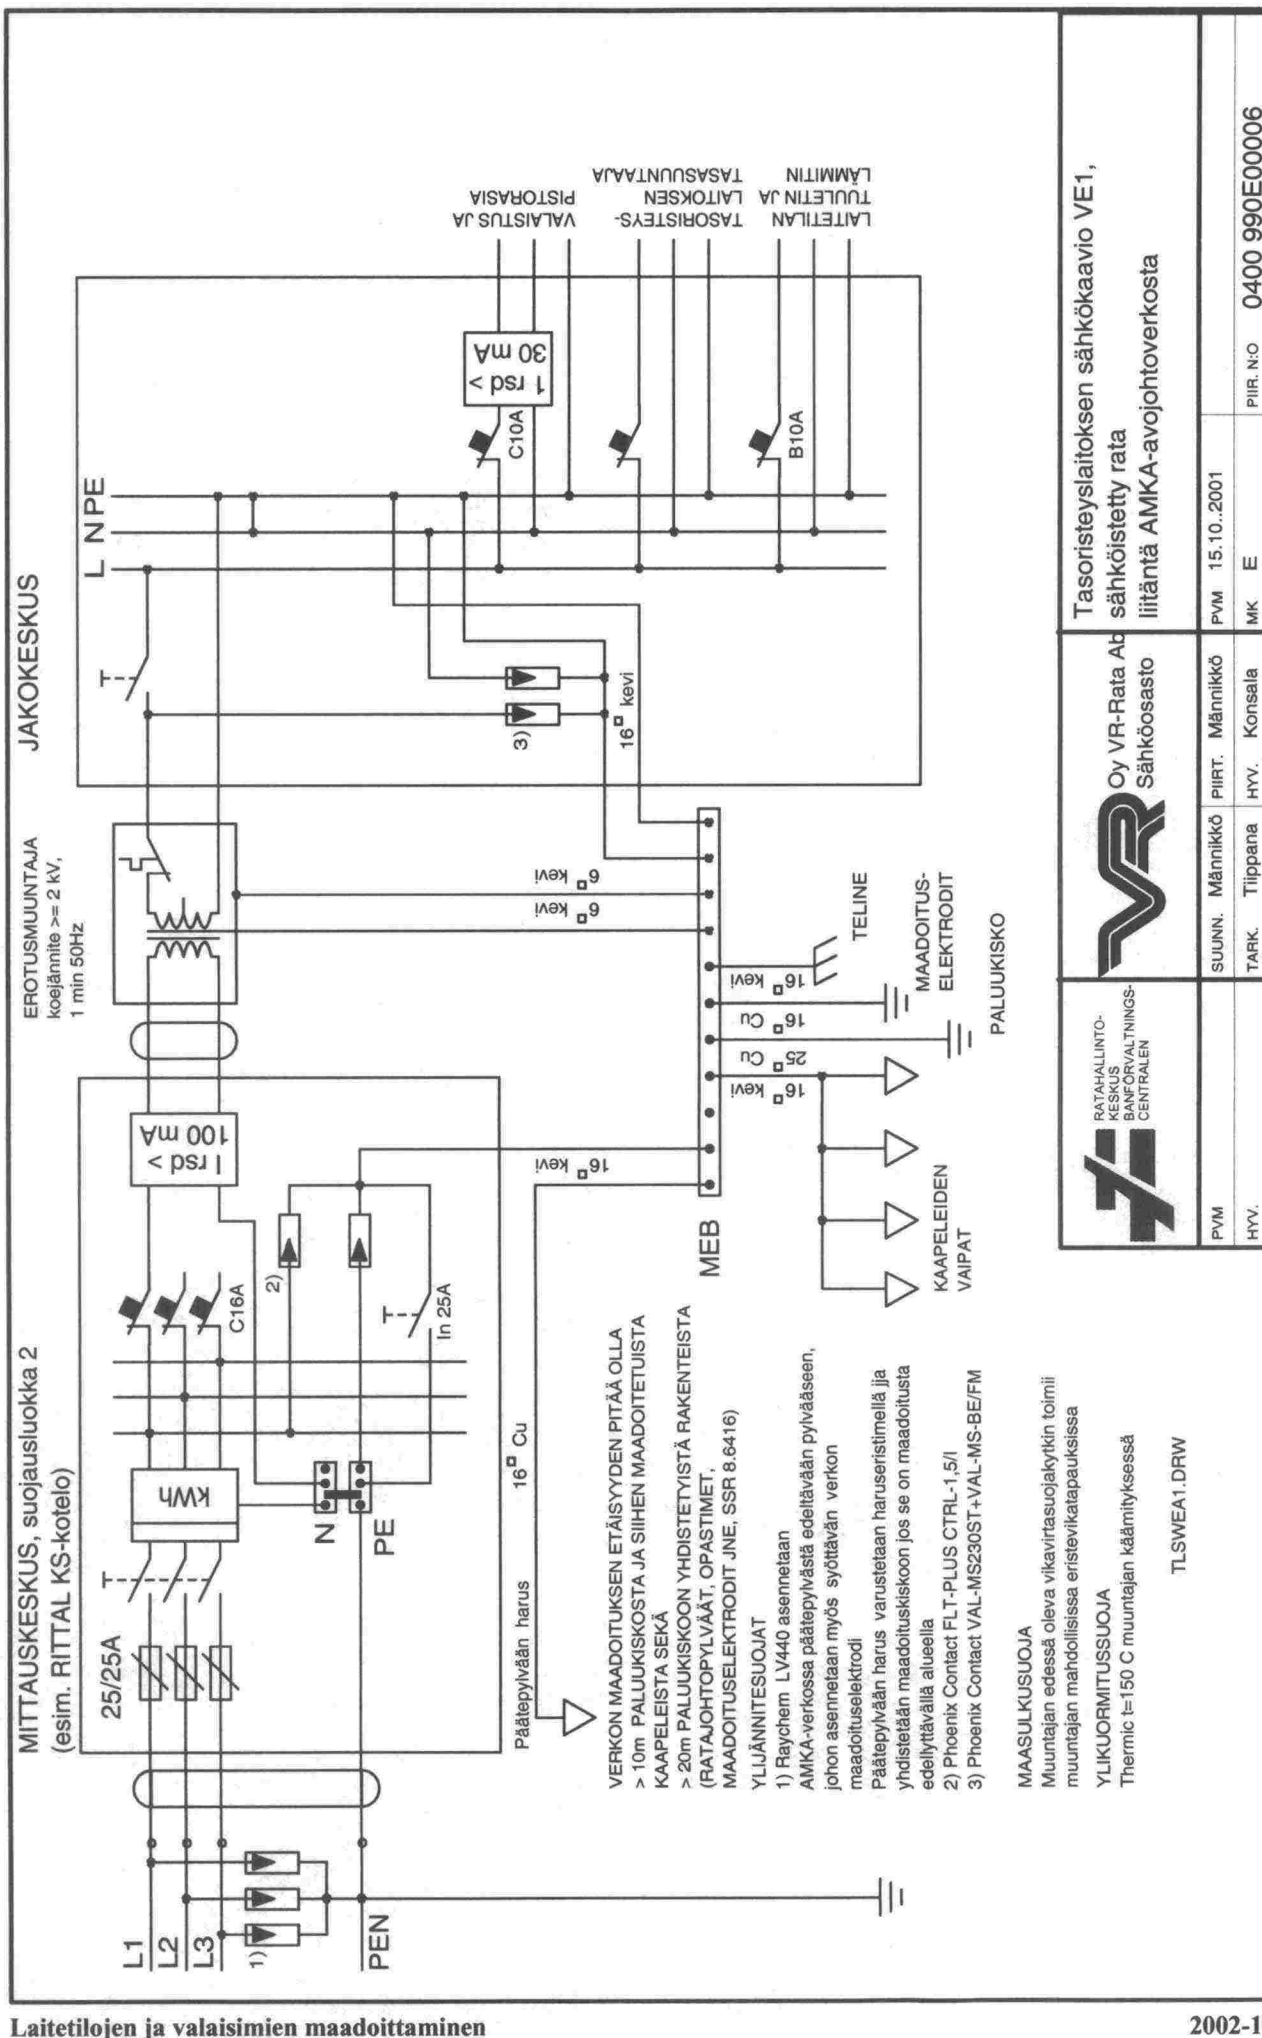 MITTAUSKESKUS, suojausluokka 2
(esim. RITTAL KS-kotelo)
25/25A
L1
L2
L3
1)
PEN
kWh
N
PE
C16A
2)
In 25A
I rsd >
100 mA
EROTUSMUUNTAJA
koejännite >= 2 kV,
1 min 50Hz
JAKOKESKUS
L N PE
3)
16 kevi
C10A
1 rsd >
30 mA
B10A
VALAISTUS JA
PISTORASIA
TASORISTEYS-
LAITOKSEN
TASASUUNTAAJA
LAITETILAN
TUULETIN JA
LÄMMITIN
6 kevi
6 kevi
Päätepylvään harus
16 Cu
16 kevi
MEB
16 kevi
16 Cu
25 Cu
16 kevi
TELINE
MAADOITUS-
ELEKTRODIT
PALUUKISKO
KAAPELEIDEN
VAIPAT
VERKON MAADOITUKSEN ETÄISYYDEN PITÄÄ OLLA
> 10m PALUUKISKOSTA JA SIIHEN MAADOITETUISTA
KAAPELEISTA SEKÄ
> 20m PALUUKISKOON YHDISTETYISTÄ RAKENTEISTA
(RATAJOHTOPYLVÄÄT, OPASTIMET,
MAADOITUSELEKTRODIT JNE, SSR 8.6416)
YLIJÄNNITESUOJAT
1) Raychem LV440 asennetaan
AMKA-verkossa päätepylvästä edeltävään pylvääseen,
johon asennetaan myös syöttävän verkon
maadoituselektrodi
Päätepylvään harus varustetaan haruseristimellä jja
yhdistetään maadoituskiskoon jos se on maadoitusta
edellyttävällä alueella
2) Phoenix Contact FLT-PLUS CTRL-1,5/I
3) Phoenix Contact VAL-MS230ST+VAL-MS-BE/FM
MAASULKUSUOJA
Muuntajan edessä oleva vikavirtasuojakytkin toimii
muuntajan mahdollisissa eristevikatapauksissa
YLIKUORMITUSSUOJA
Thermic t=150 C muuntajan käämityksessä
TLSWEA1.DRW
RATAHALLINTO-
KESKUS
BANFÖRVALTNINGS-
CENTRALEN
VR
Oy VR-Rata Ab
Sähköosasto
Tasoristeyslaitoksen sähkökaavio VE1,
sähköistetty rata
liitäntä AMKA-avojohtoverkosta
PVM
SUUNN. Männikkö
PIIRT. Männikkö
PVM 15.10..2001
HYV.
TARK. Tiippana
HYV. Konsala
MK E
PIIR. N:O 0400 990E00006
Laitetilojen ja valaisimien maadoittaminen
2002-1